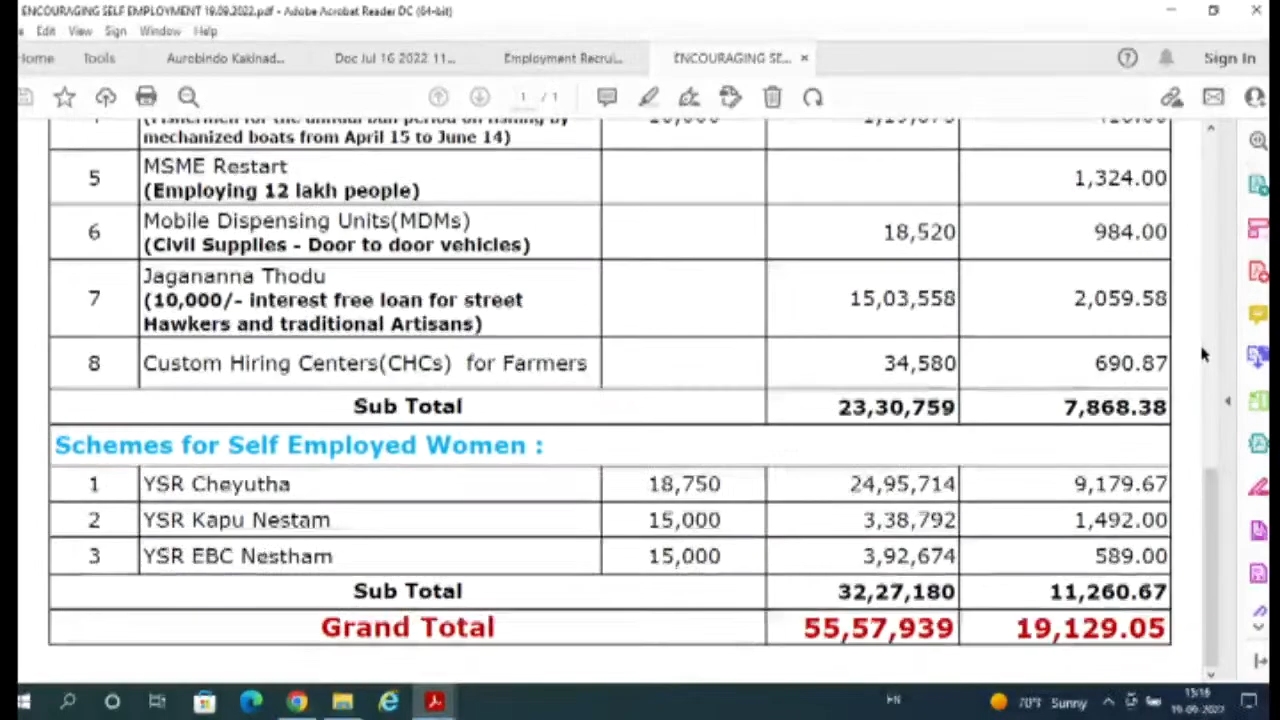 ENCOURAGING SELF EMPLOYMENT 19.09.2022.pdf - Adobe Acrobat Reader DC (64-bit)
Edit View Sign Window Help
Tools Aurobindo Kakinad... Doc Jul 16 2022 11... Employment Recrui... ENCOURAGING SE... × Sign In
1 / 1
mechanized boats from April 15 to June 14)
5 MSME Restart 1,324.00
(Employing 12 lakh people)
6 Mobile Dispensing Units(MDMs) 18,520 984.00
(Civil Supplies - Door to door vehicles)
7 Jagananna Thodu 15,03,558 2,059.58
(10,000/- interest free loan for street
Hawkers and traditional Artisans)
8 Custom Hiring Centers(CHCs) for Farmers 34,580 690.87
Sub Total 23,30,759 7,868.38
Schemes for Self Employed Women :
1 YSR Cheyutha 18,750 24,95,714 9,179.67
2 YSR Kapu Nestam 15,000 3,38,792 1,492.00
3 YSR EBC Nestham 15,000 3,92,674 589.00
Sub Total 32,27,180 11,260.67
Grand Total 55,57,939 19,129.05
70°F Sunny
19-09-2022